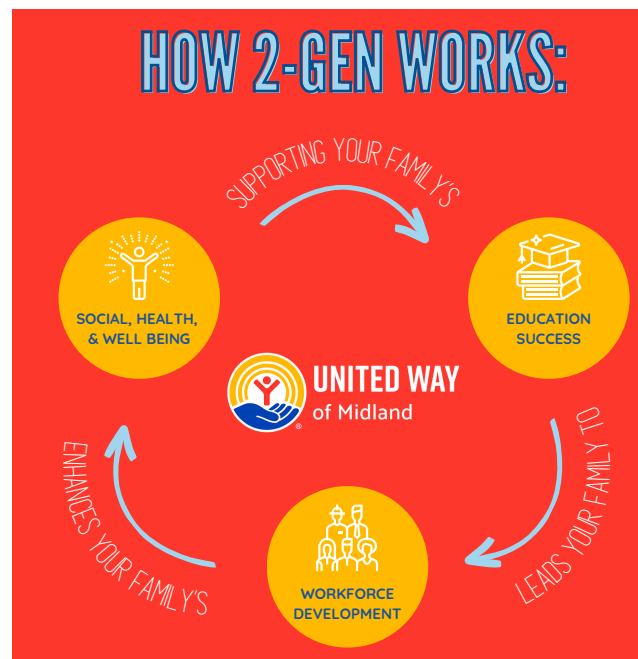 HOW 2-GEN WORKS:
SUPPORTING YOUR FAMILY'S
SOCIAL, HEALTH,
& WELL BEING
EDUCATION
SUCCESS
UNITED WAY
of Midland
®
LEADS YOUR FAMILY TO
ENHANCES YOUR FAMILY'S
WORKFORCE
DEVELOPMENT